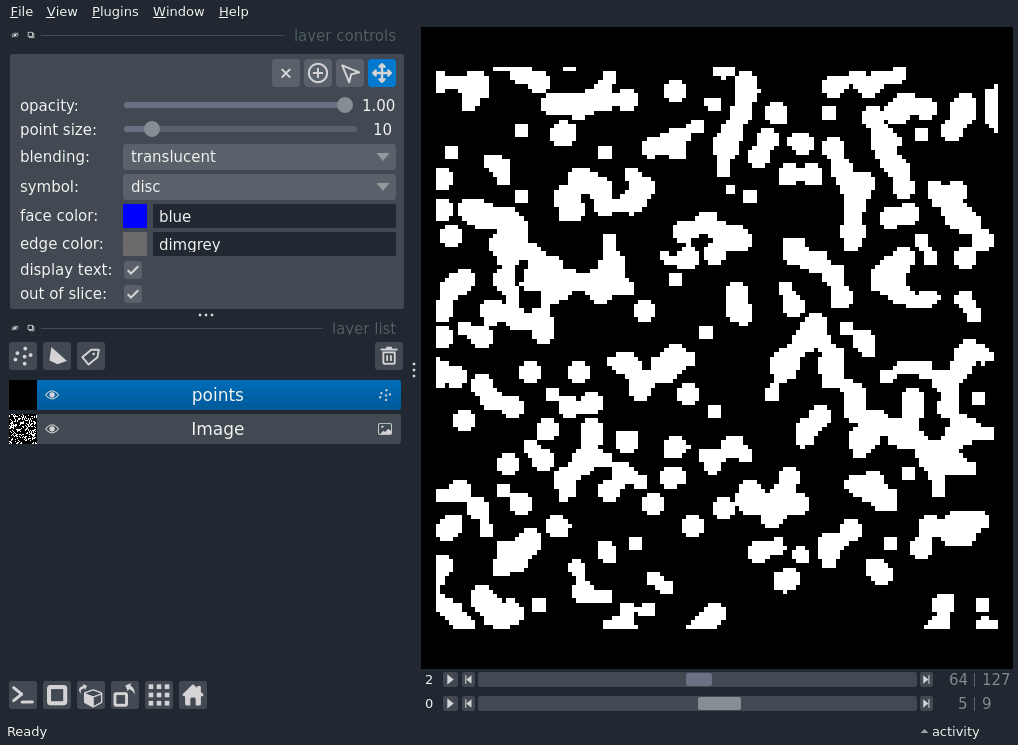 File View Plugins Window Help
layer controls
opacity: 1.00
point size: 10
blending: translucent
symbol: disc
face color: blue
edge color: dimgrey
display text:
out of slice:
layer list
points
Image
2 64 | 127
0 5 | 9
Ready activity